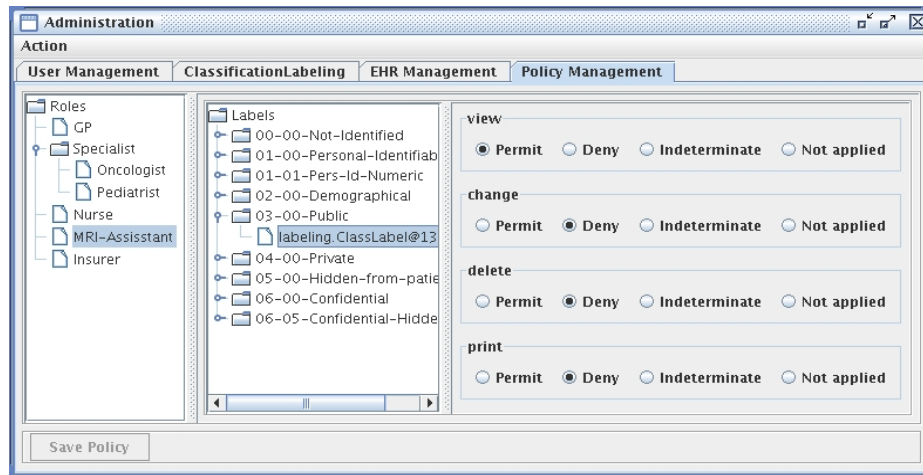 Administration
Action
User Management
ClassificationLabeling
EHR Management
Policy Management
Roles
GP
Specialist
Oncologist
Pediatrist
Nurse
MRI-Assisstant
Insurer
Labels
00-00-Not-Identified
01-00-Personal-Identifiab
01-01-Pers-Id-Numeric
02-00-Demographical
03-00-Public
labeling.ClassLabel@13
04-00-Private
05-00-Hidden-from-patie
06-00-Confidential
06-05-Confidential-Hidde
view
Permit Deny Indeterminate Not applied
change
Permit Deny Indeterminate Not applied
delete
Permit Deny Indeterminate Not applied
print
Permit Deny Indeterminate Not applied
Save Policy